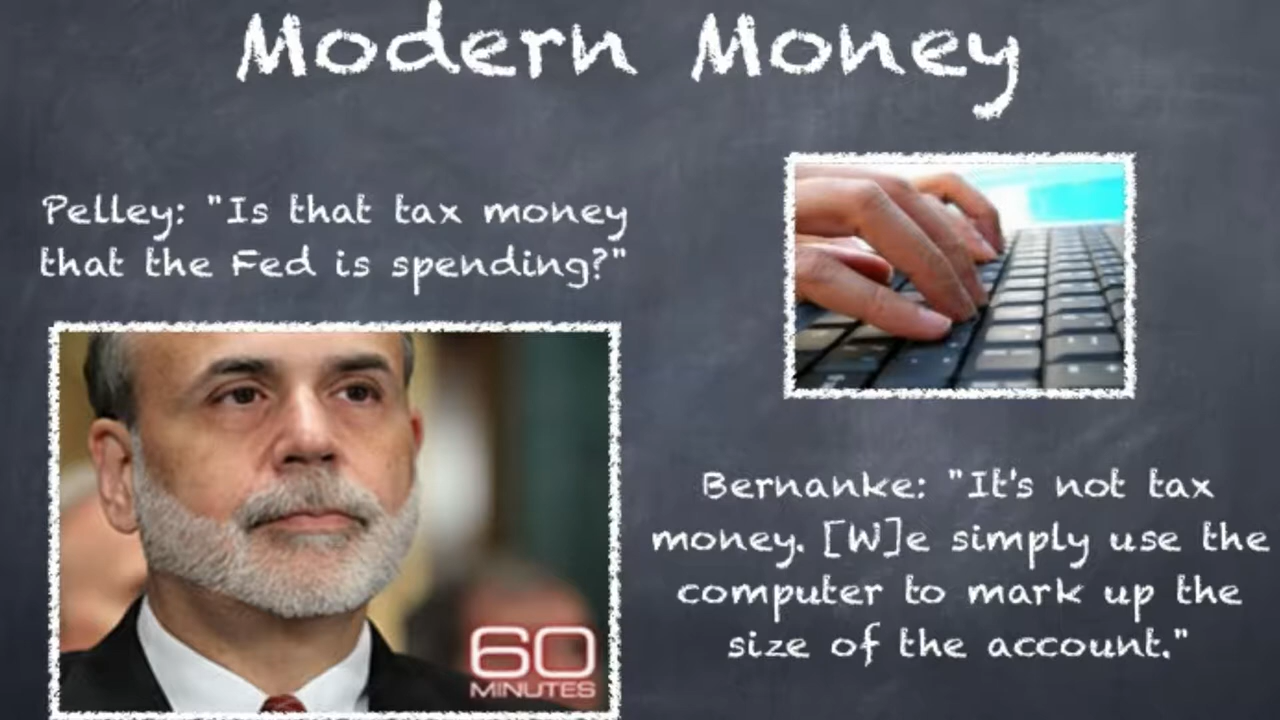 Modern Money
Pelley: "Is that tax money
that the Fed is spending?"
60
MINUTES
Bernanke: "It's not tax
money. [W]e simply use the
computer to mark up the
size of the account."